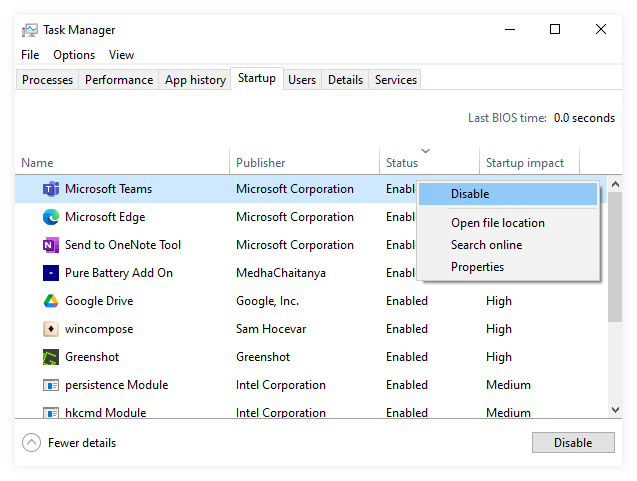 Task Manager
File Options View
Processes Performance App history Startup Users Details Services
Last BIOS time: 0.0 seconds
Name Publisher Status Startup impact
Microsoft Teams Microsoft Corporation
Disable
Microsoft Edge Microsoft Corporation
Open file location
Send to OneNote Tool Microsoft Corporation
Search online
Pure Battery Add On MedhaChaitanya
Properties
Google Drive Google, Inc. Enabled High
wincompose Sam Hocevar Enabled High
Greenshot Greenshot Enabled High
persistence Module Intel Corporation Enabled Medium
hkcmd Module Intel Corporation Enabled Medium
Fewer details Disable